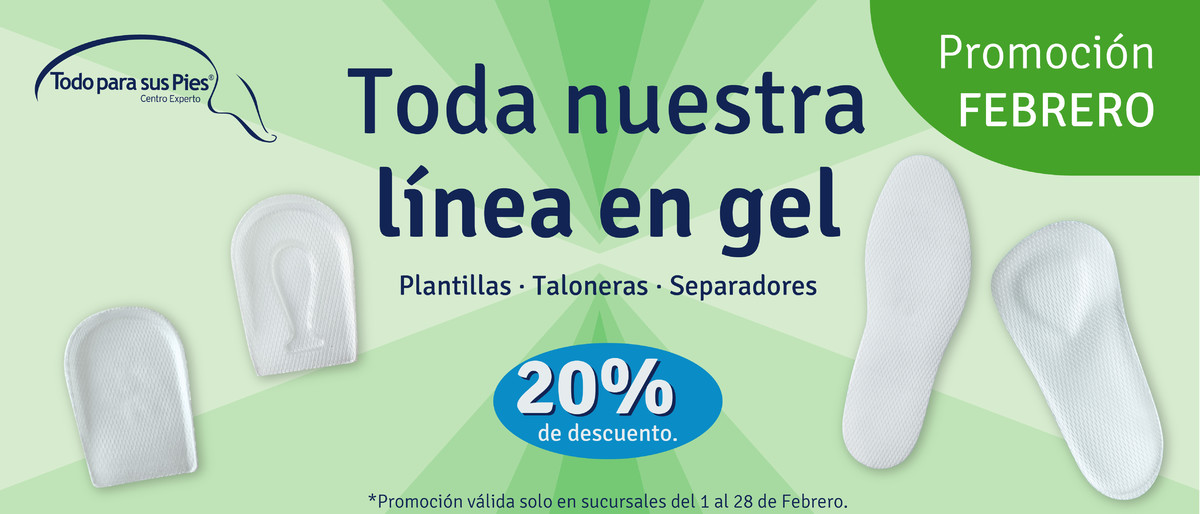 Todo para sus Pies®
Centro Experto
Promoción
FEBRERO
Toda nuestra
línea en gel
Plantillas · Taloneras · Separadores
20%
de descuento.
*Promoción válida solo en sucursales del 1 al 28 de Febrero.